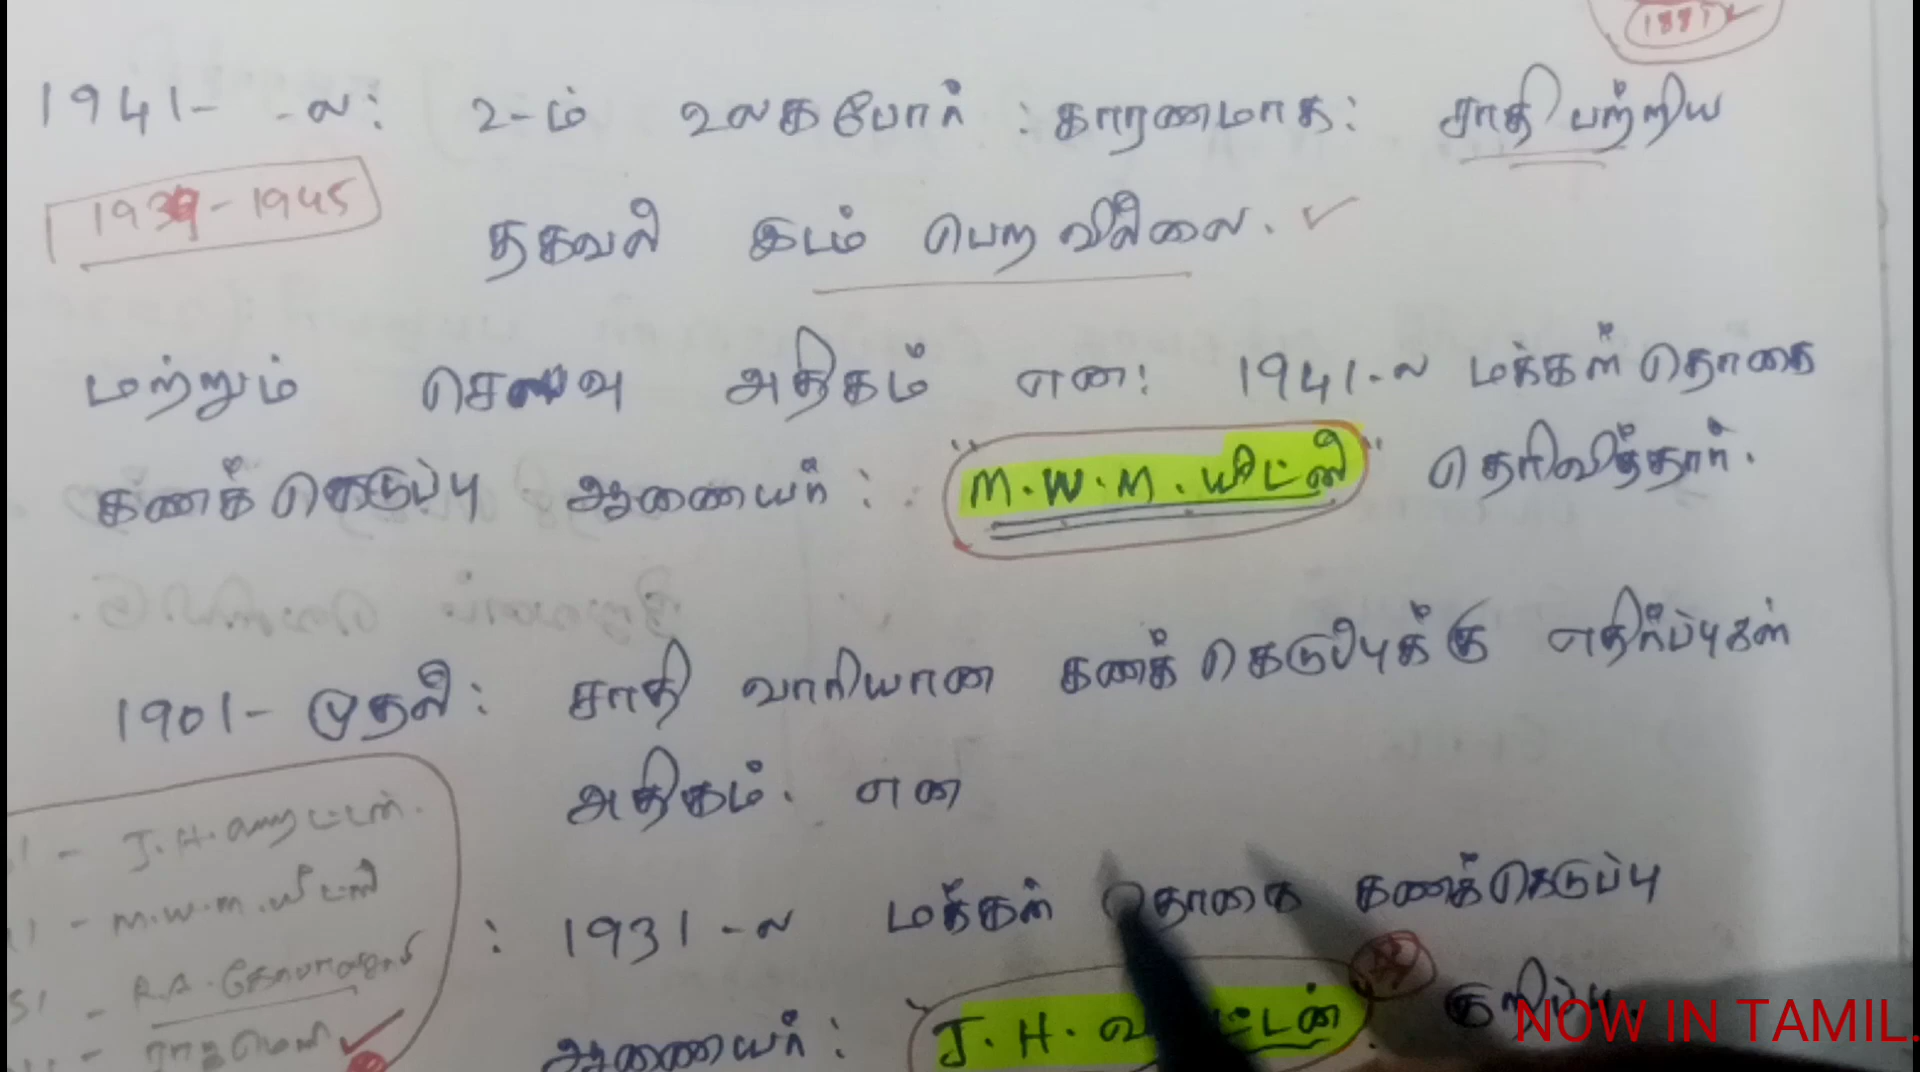 1941- -ல: 2-ம் உலகபோர் : காரணமாக: சாதி பற்றிய
1939-1945
தகவல் இடம் பெறவில்லை.
மற்றும் செலவு அதிகம் என: 1941-ல மக்கள் தொகை
கணக்கெடுப்பு ஆணையர்: "M.W.M. யீட்ஸ்" தெரிவித்தார்.
1901- முதல்: சாதி வாரியான கணக்கெடுப்புக்கு எதிர்ப்புகள்
அதிகம். என
J.H. ஹட்டன்.
M.W.M. யீட்ஸ்
: 1931-ல மக்கள் தொகை கணக்கெடுப்பு
R.A. கோபாலசாமி
ஆணையர்: J.H. குறிப்பு
NOW IN TAMIL.